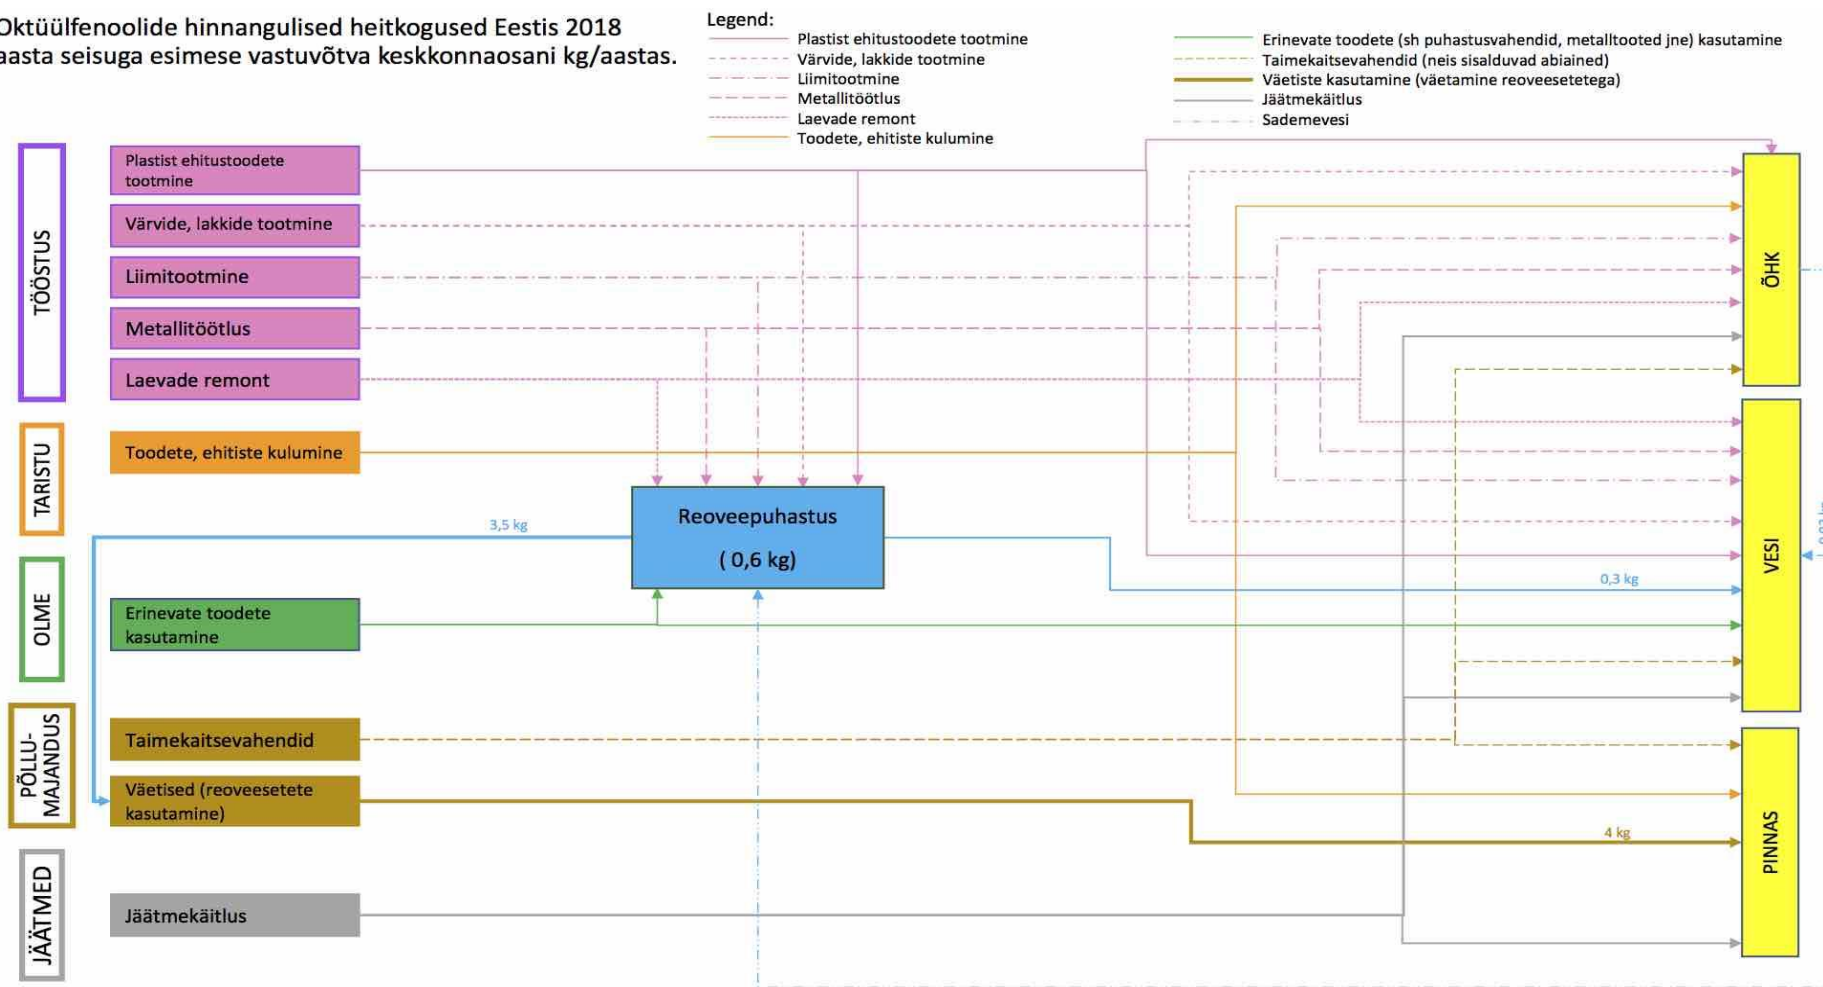 Oktüülfenoolide hinnangulised heitkogused Eestis 2018
aasta seisuga esimese vastuvõtva keskkonnaosani kg/aastas.
Legend:
Plastist ehitustoodete tootmine
Värvide, lakkide tootmine
Liimitootmine
Metallitöötlus
Laevade remont
Toodete, ehitiste kulumine
Erinevate toodete (sh puhastusvahendid, metalltooted jne) kasutamine
Taimekaitsevahendid (neis sisalduvad abiained)
Väetiste kasutamine (väetamine reoveesetetega)
Jäätmekäitlus
Sademevesi
TÖÖSTUS
Plastist ehitustoodete
tootmine
Värvide, lakkide tootmine
Liimitootmine
Metallitöötlus
Laevade remont
TARISTU
Toodete, ehitiste kulumine
OLME
Erinevate toodete
kasutamine
PÕLLU-
MAJANDUS
Taimekaitsevahendid
Väetised (reoveesetete
kasutamine)
JÄÄTMED
Jäätmekäitlus
3,5 kg
Reoveepuhastus
( 0,6 kg)
0,3 kg
4 kg
ÕHK
VESI
PINNAS